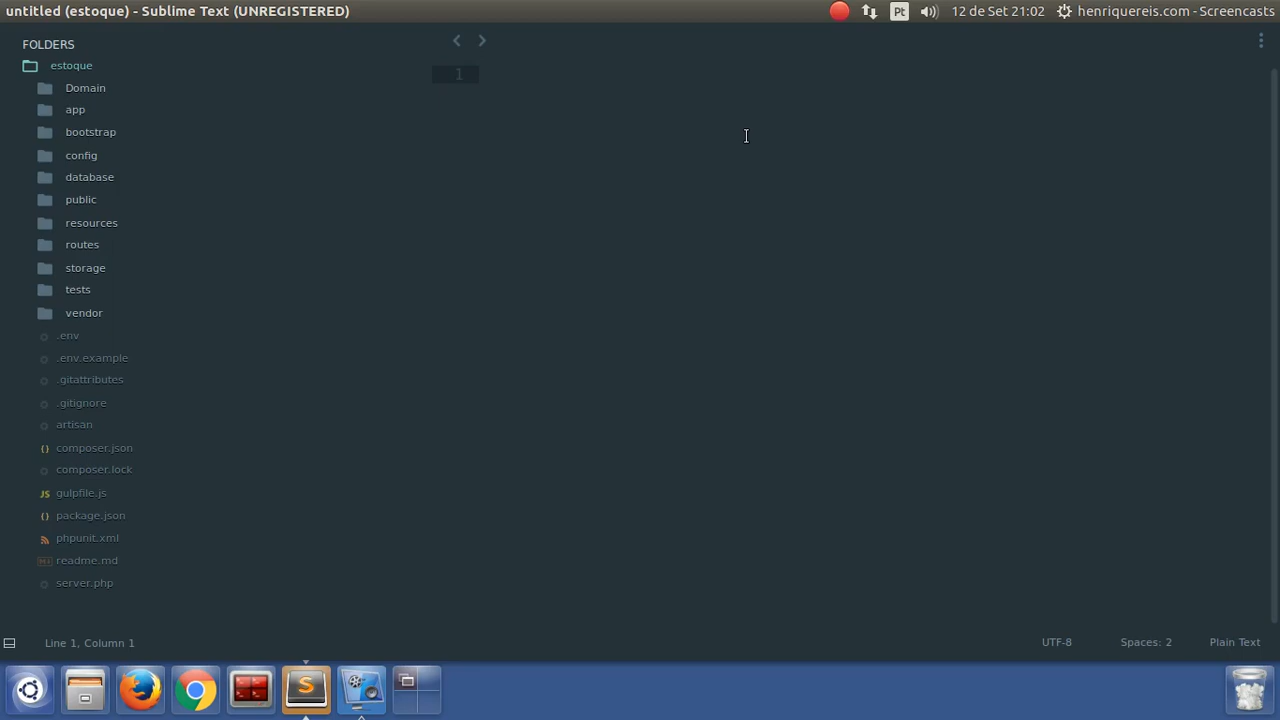 untitled (estoque) - Sublime Text (UNREGISTERED)
Pt
12 de Set 21:02
henriquereis.com - Screencasts
FOLDERS
estoque
1
Domain
app
bootstrap
config
database
public
resources
routes
storage
tests
vendor
.env
.env.example
.gitattributes
.gitignore
artisan
{} composer.json
composer.lock
JS gulpfile.js
{} package.json
phpunit.xml
readme.md
server.php
Line 1, Column 1
UTF-8
Spaces: 2
Plain Text
S